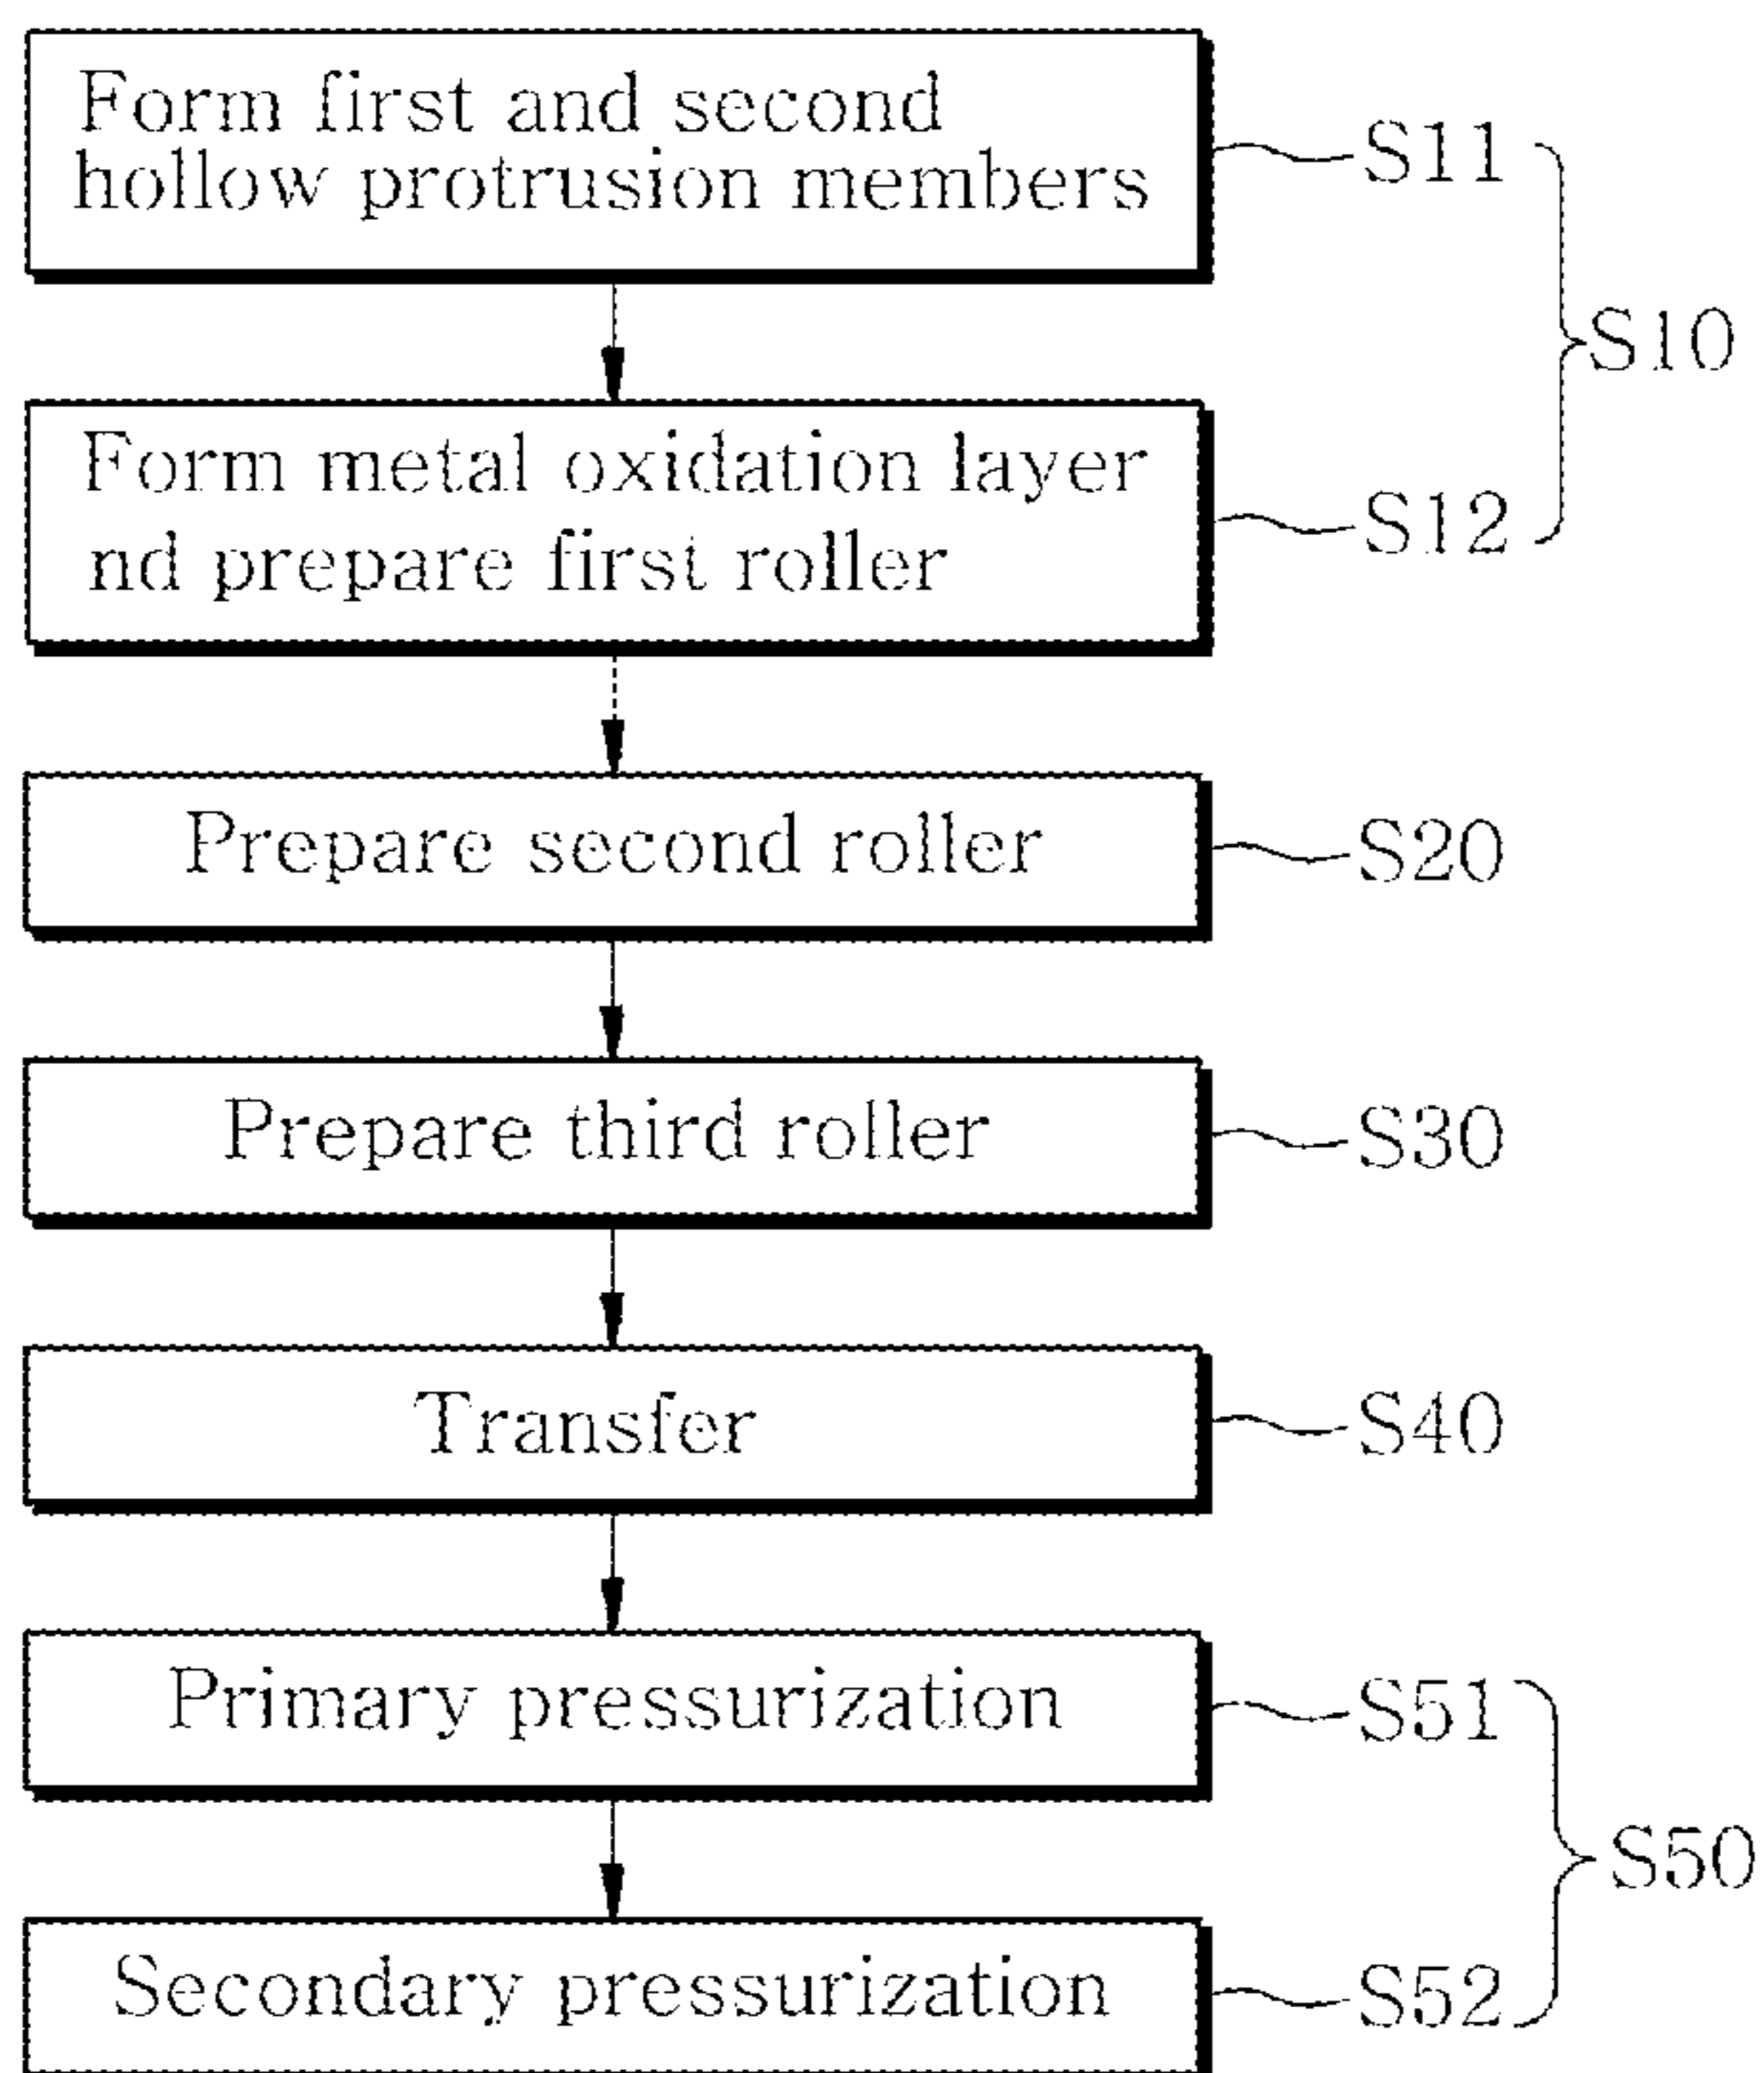 Form first and second
hollow protrusion members
S11
S10
Form metal oxidation layer
nd prepare first roller
S12
Prepare second roller
S20
Prepare third roller
S30
Transfer
S40
Primary pressurization
S51
S50
Secondary pressurization
S52